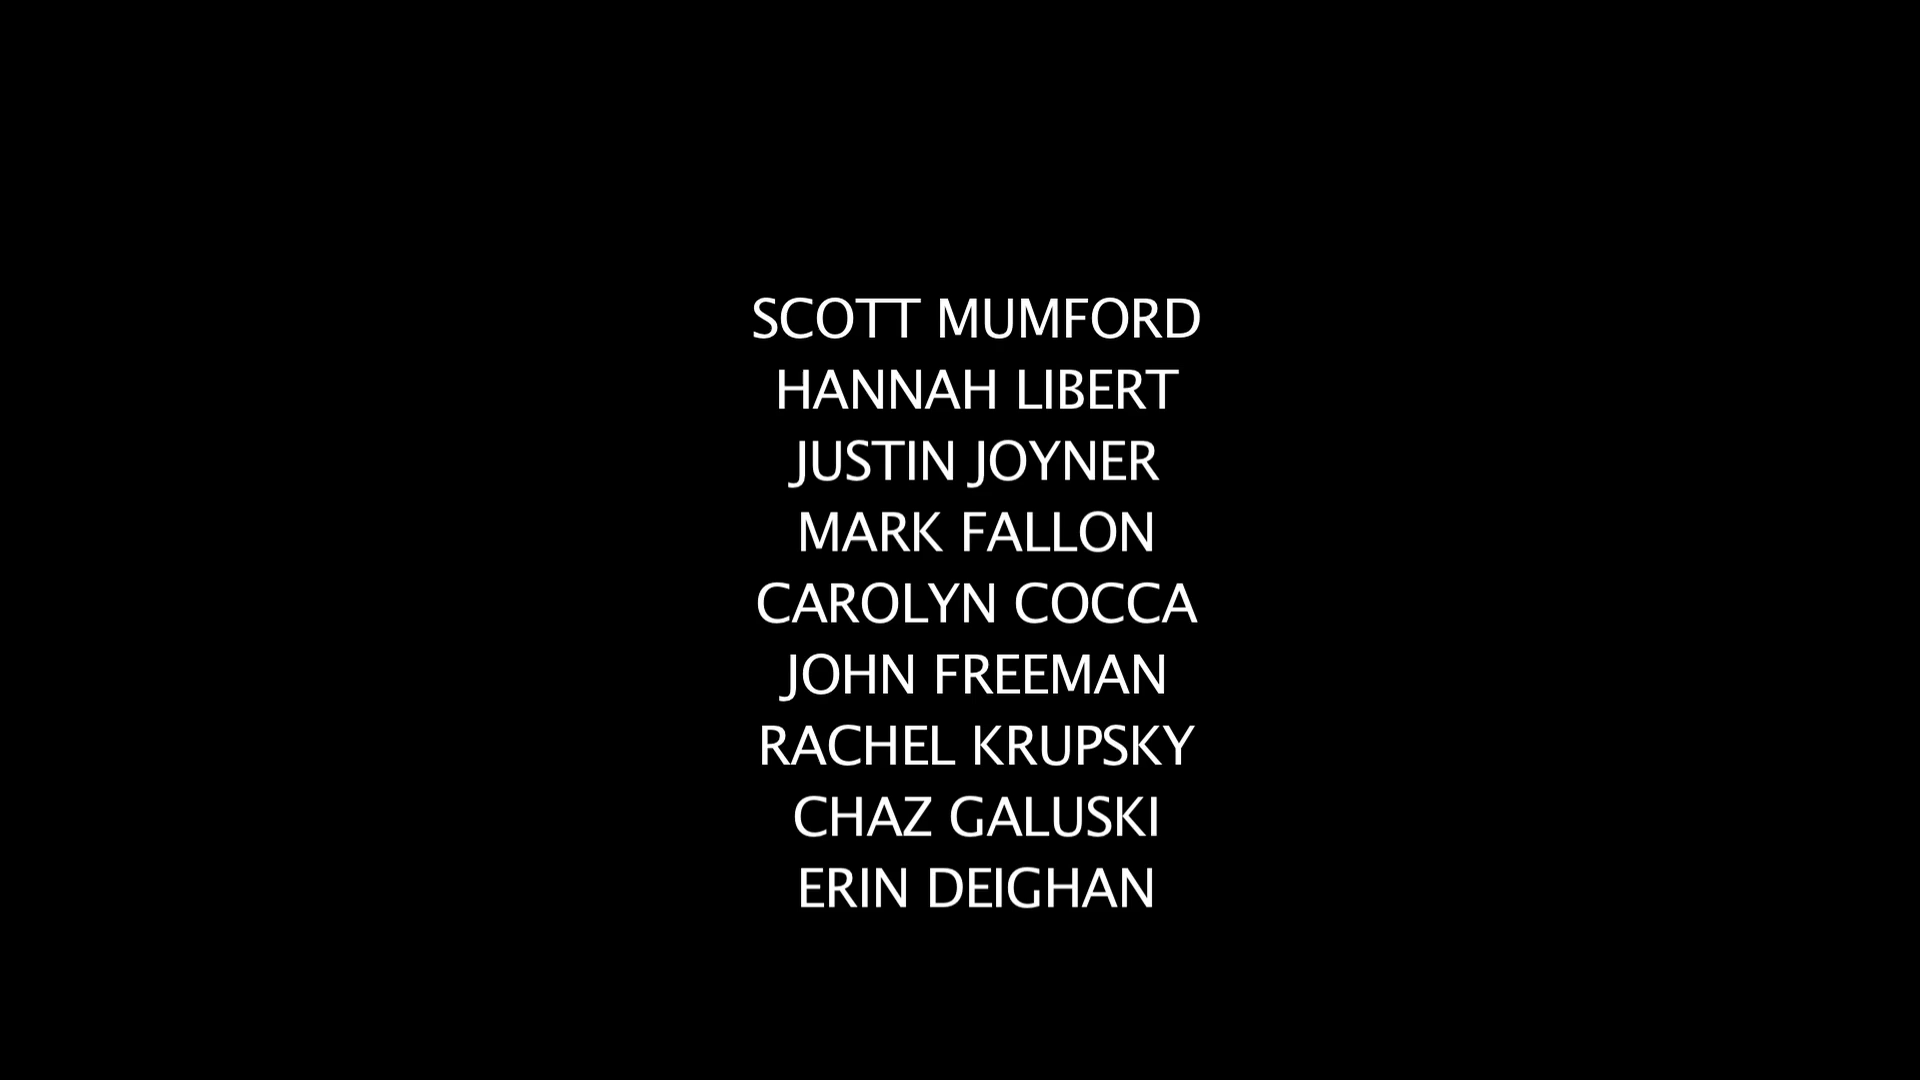 SCOTT MUMFORD
HANNAH LIBERT
JUSTIN JOYNER
MARK FALLON
CAROLYN COCCA
JOHN FREEMAN
RACHEL KRUPSKY
CHAZ GALUSKI
ERIN DEIGHAN